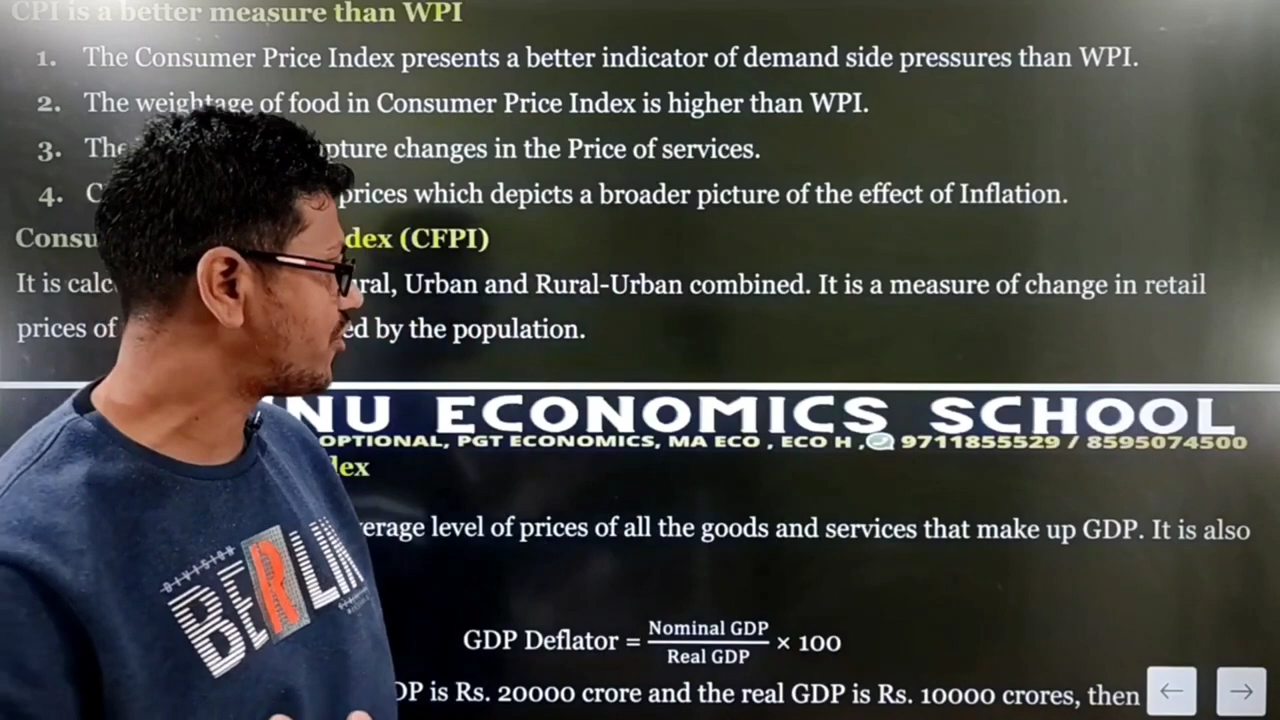 CPI is a better measure than WPI
1. The Consumer Price Index presents a better indicator of demand side pressures than WPI.
2. The weightage of food in Consumer Price Index is higher than WPI.
3. The pture changes in the Price of services.
4. C prices which depicts a broader picture of the effect of Inflation.
Consu dex (CFPI)
It is calc ral, Urban and Rural-Urban combined. It is a measure of change in retail
prices of ed by the population.
NU ECONOMICS SCHOOL
OPTIONAL, PGT ECONOMICS, MA ECO , ECO H , 9711855529 / 8595074500
dex
verage level of prices of all the goods and services that make up GDP. It is also
DIVISION
BERLIN
GDP Deflator = Nominal GDP / Real GDP × 100
DP is Rs. 20000 crore and the real GDP is Rs. 10000 crores, then